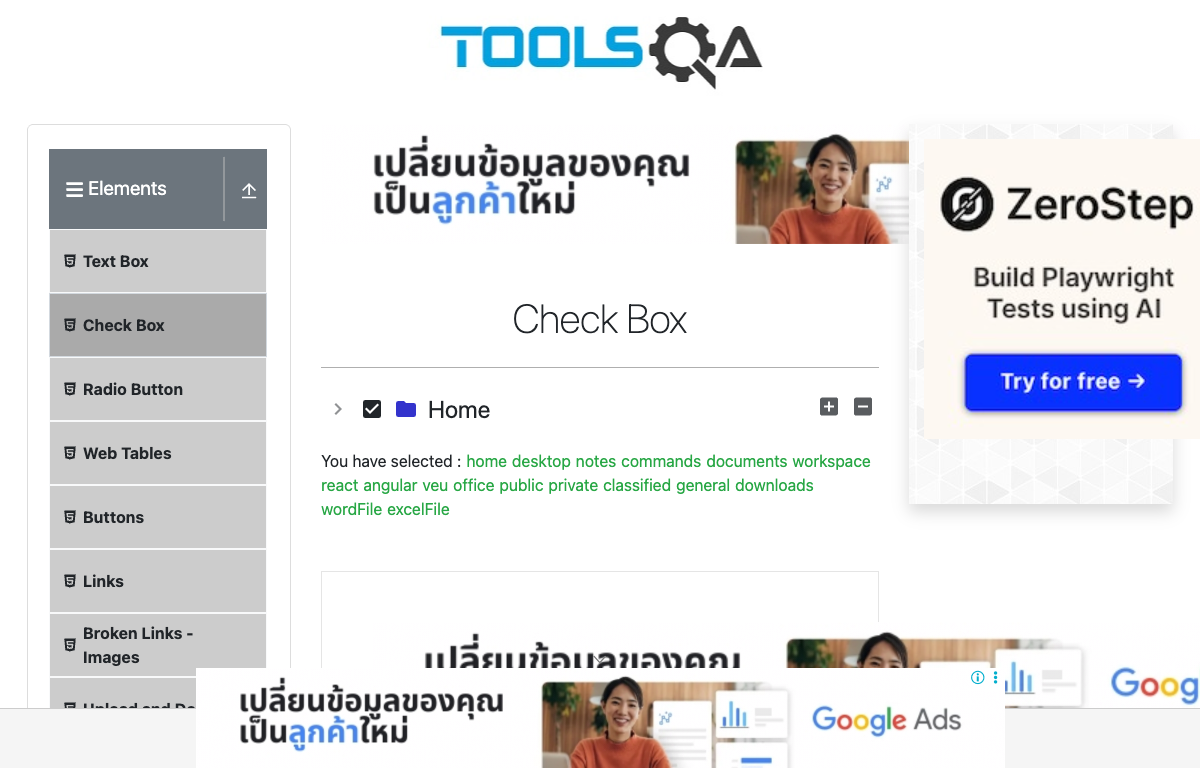 TOOLSQA
Elements
Text Box
Check Box
Radio Button
Web Tables
Buttons
Links
Broken Links -
Images
เปลี่ยนข้อมูลของคุณ
เป็นลูกค้าใหม่
Check Box
Home
You have selected : home desktop notes commands documents workspace
react angular veu office public private classified general downloads
wordFile excelFile
ZeroStep
Build Playwright
Tests using AI
Try for free →
เปลี่ยนข้อมูลของคุณ
Goog
เปลี่ยนข้อมูลของคุณ
เป็นลูกค้าใหม่
Google Ads